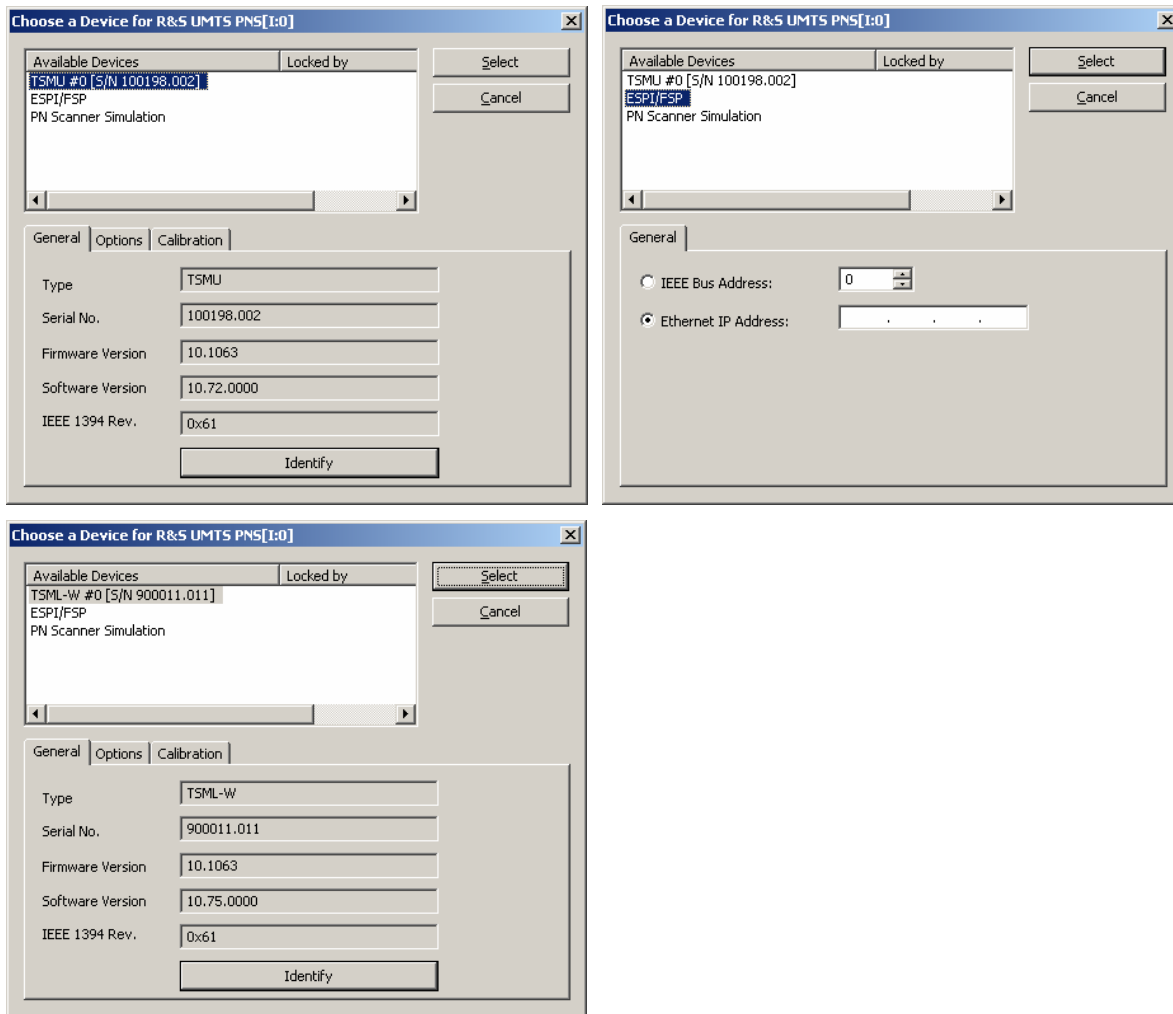 Choose a Device for R&S UMTS PNS[I:0]
Available Devices Locked by
TSMU #0 [S/N 100198.002]
ESPI/FSP
PN Scanner Simulation
Select
Cancel
General Options Calibration
Type TSMU
Serial No. 100198.002
Firmware Version 10.1063
Software Version 10.72.0000
IEEE 1394 Rev. 0x61
Identify
Choose a Device for R&S UMTS PNS[I:0]
Available Devices Locked by
TSMU #0 [S/N 100198.002]
ESPI/FSP
PN Scanner Simulation
Select
Cancel
General
IEEE Bus Address: 0
Ethernet IP Address: . . .
Choose a Device for R&S UMTS PNS[I:0]
Available Devices Locked by
TSML-W #0 [S/N 900011.011]
ESPI/FSP
PN Scanner Simulation
Select
Cancel
General Options Calibration
Type TSML-W
Serial No. 900011.011
Firmware Version 10.1063
Software Version 10.75.0000
IEEE 1394 Rev. 0x61
Identify